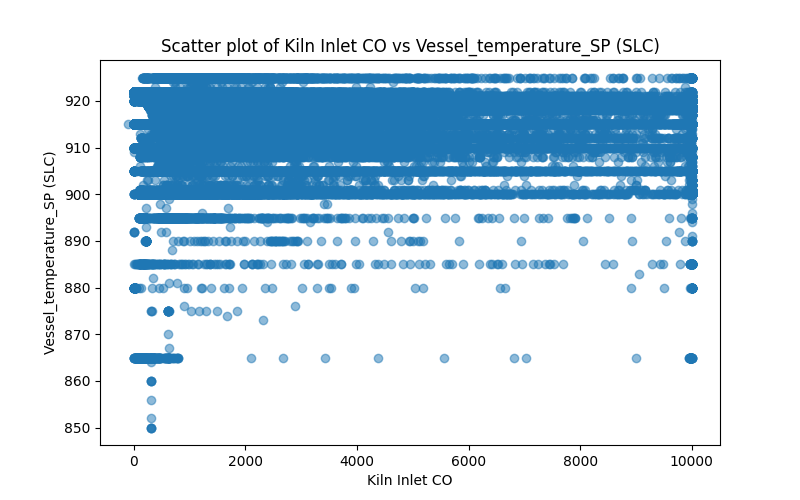 Scatter plot of Kiln Inlet CO vs Vessel_temperature_SP (SLC)
Vessel_temperature_SP (SLC)
920
910
900
890
880
870
860
850
0 2000 4000 6000 8000 10000
Kiln Inlet CO